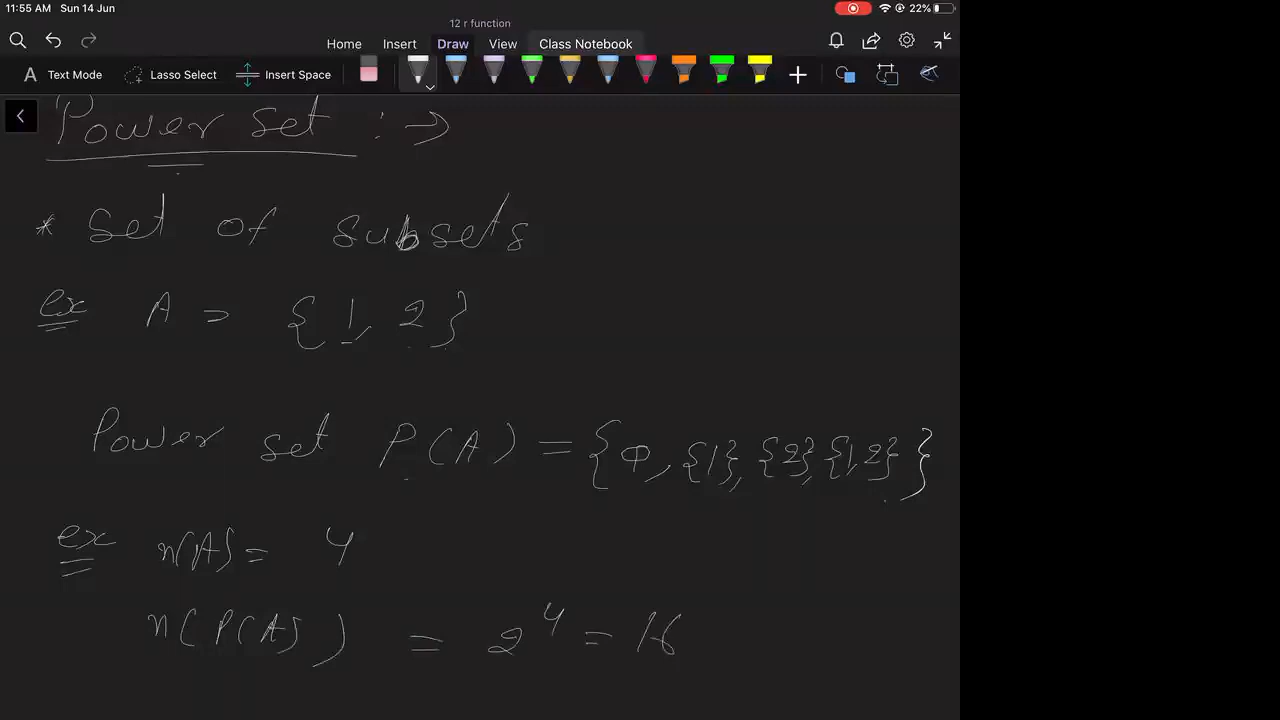 11:55 AM Sun 14 Jun 22%
12 r function
Home Insert Draw View Class Notebook
A Text Mode Lasso Select Insert Space
Power set :→
* Set of subsets
ex A = {1, 2}
Power set P(A) = {Φ, {1}, {2}, {1,2}}
ex n(A) = 4
n(P(A)) = 2⁴ = 16